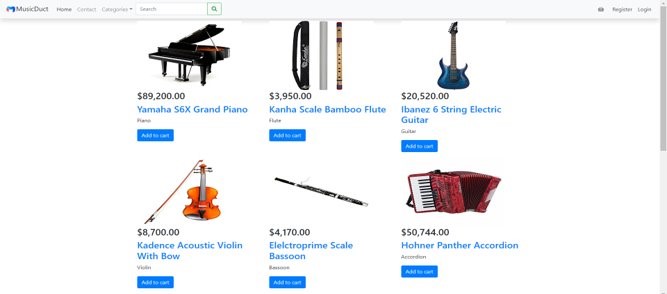 MusicDuct Home Contact Categories Search Register Login
$89,200.00
Yamaha S6X Grand Piano
Piano
Add to cart
$3,950.00
Kanha Scale Bamboo Flute
Flute
Add to cart
$20,520.00
Ibanez 6 String Electric
Guitar
Guitar
Add to cart
$8,700.00
Kadence Acoustic Violin
With Bow
Violin
Add to cart
$4,170.00
Elelctroprime Scale
Bassoon
Bassoon
Add to cart
$50,744.00
Hohner Panther Accordion
Accordion
Add to cart